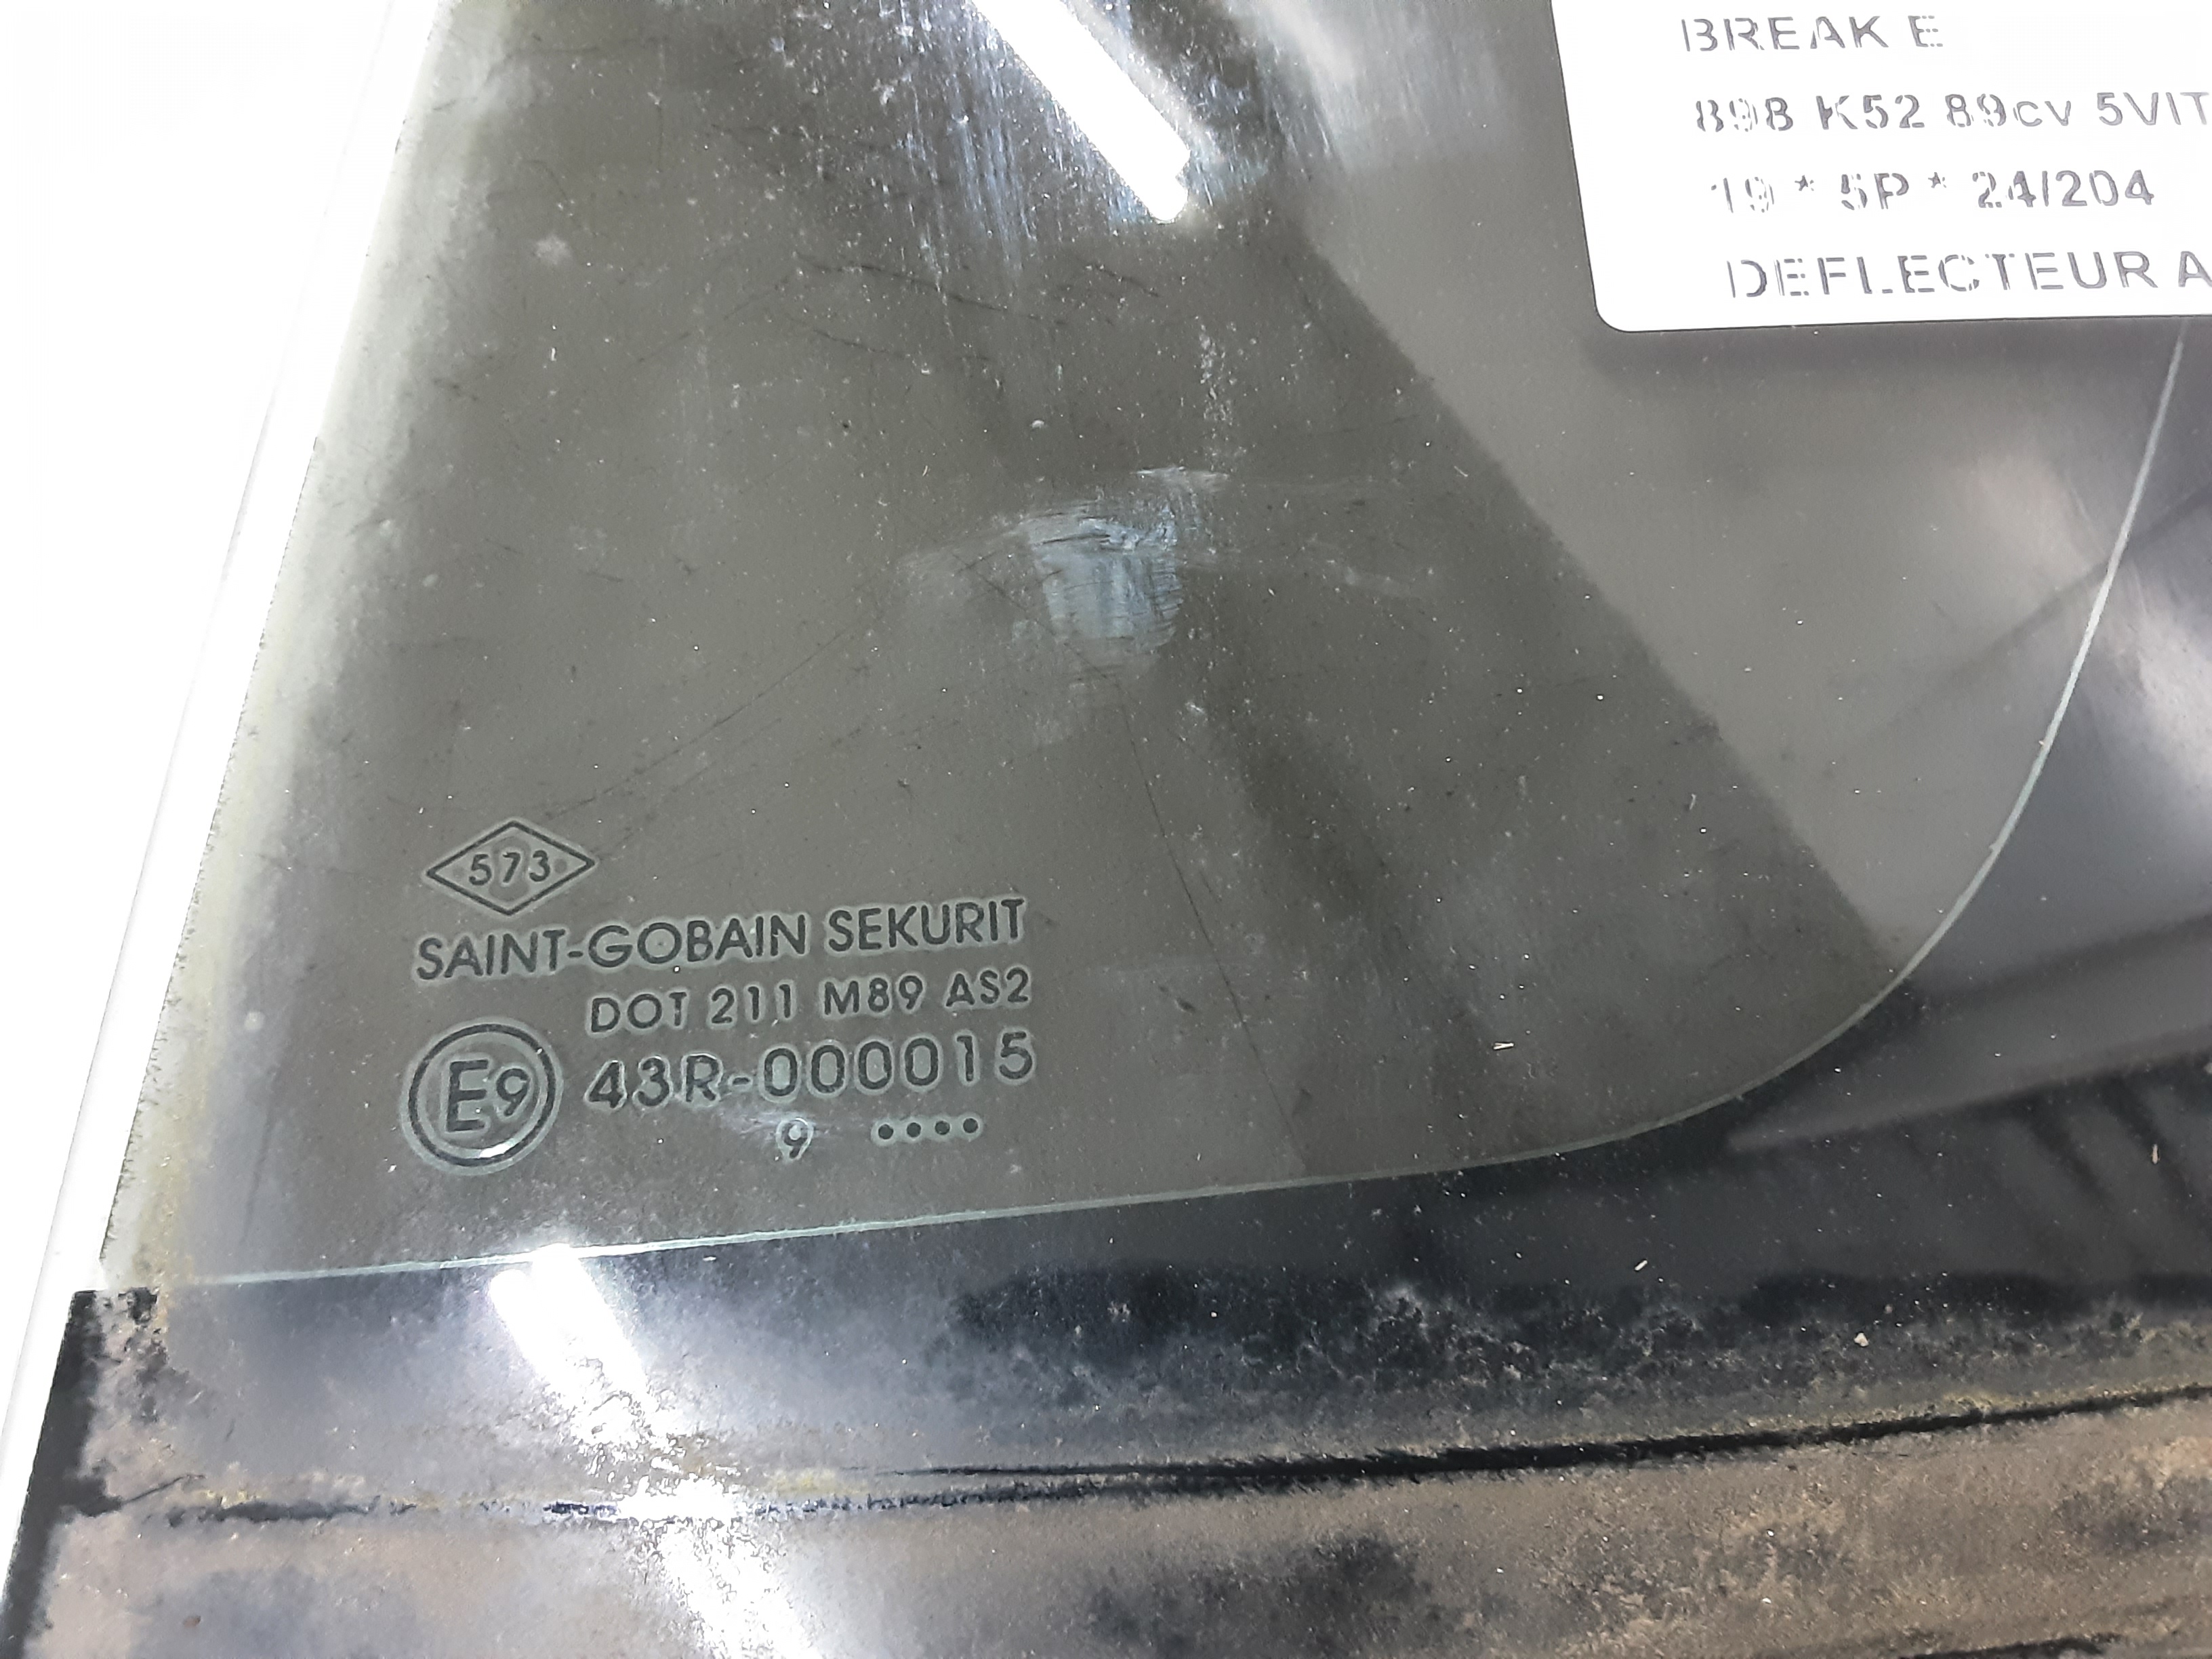 BREAK E
898 K52 89cv 5VIT
19 * 5P * 24/204
DEFLECTEUR A
573
SAINT-GOBAIN SEKURIT
DOT 211 M89 AS2
E9 43R-000015
9 ••••